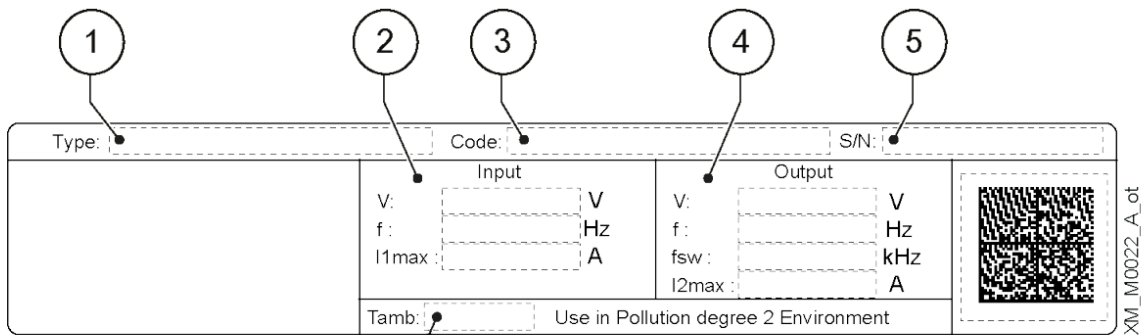 1 2 3 4 5
Type: Code: S/N:
Input
V: V
f : Hz
I1max : A
Output
V: V
f : Hz
fsw : kHz
I2max : A
Tamb: Use in Pollution degree 2 Environment
XM_M0022_A_ot